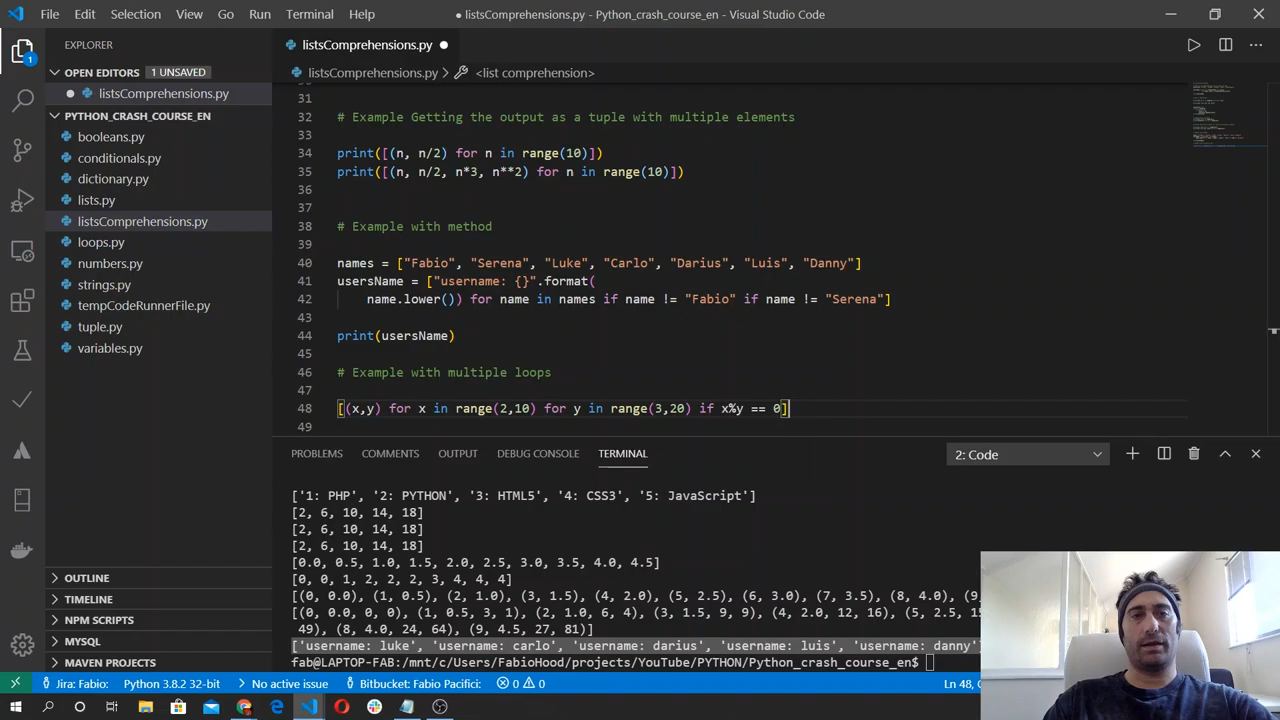 File Edit Selection View Go Run Terminal Help ● listsComprehensions.py - Python_crash_course_en - Visual Studio Code
EXPLORER ...
listsComprehensions.py ●
1
OPEN EDITORS 1 UNSAVED
listsComprehensions.py
PYTHON_CRASH_COURSE_EN
booleans.py
conditionals.py
dictionary.py
lists.py
listsComprehensions.py
loops.py
numbers.py
strings.py
tempCodeRunnerFile.py
tuple.py
variables.py
OUTLINE
TIMELINE
NPM SCRIPTS
MYSQL
MAVEN PROJECTS
listsComprehensions.py > <list comprehension>
31
32 # Example Getting the output as a tuple with multiple elements
33
34 print([(n, n/2) for n in range(10)])
35 print([(n, n/2, n*3, n**2) for n in range(10)])
36
37
38 # Example with method
39
40 names = ["Fabio", "Serena", "Luke", "Carlo", "Darius", "Luis", "Danny"]
41 usersName = ["username: {}".format(
42 name.lower()) for name in names if name != "Fabio" if name != "Serena"]
43
44 print(usersName)
45
46 # Example with multiple loops
47
48 [(x,y) for x in range(2,10) for y in range(3,20) if x%y == 0]
49
PROBLEMS COMMENTS OUTPUT DEBUG CONSOLE TERMINAL 2: Code
['1: PHP', '2: PYTHON', '3: HTML5', '4: CSS3', '5: JavaScript']
[2, 6, 10, 14, 18]
[2, 6, 10, 14, 18]
[2, 6, 10, 14, 18]
[0.0, 0.5, 1.0, 1.5, 2.0, 2.5, 3.0, 3.5, 4.0, 4.5]
[0, 0, 1, 2, 2, 2, 3, 4, 4, 4]
[(0, 0.0), (1, 0.5), (2, 1.0), (3, 1.5), (4, 2.0), (5, 2.5), (6, 3.0), (7, 3.5), (8, 4.0), (9,
[(0, 0.0, 0, 0), (1, 0.5, 3, 1), (2, 1.0, 6, 4), (3, 1.5, 9, 9), (4, 2.0, 12, 16), (5, 2.5, 15
49), (8, 4.0, 24, 64), (9, 4.5, 27, 81)]
['username: luke', 'username: carlo', 'username: darius', 'username: luis', 'username: danny'
fab@LAPTOP-FAB:/mnt/c/Users/FabioHood/projects/YouTube/PYTHON/Python_crash_course_en$
Jira: Fabio: Python 3.8.2 32-bit No active issue Bitbucket: Fabio Pacifici: 0 0 Ln 48,